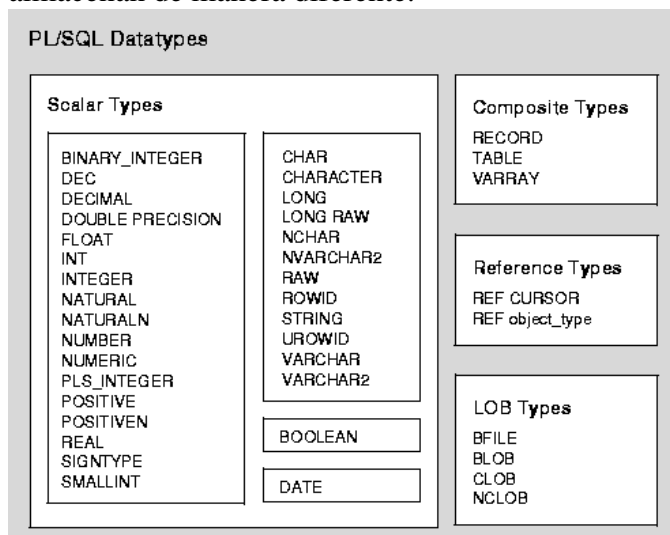 PL/SQL Datatypes
Scalar Types
BINARY_INTEGER
DEC
DECIMAL
DOUBLE PRECISION
FLOAT
INT
INTEGER
NATURAL
NATURALN
NUMBER
NUMERIC
PLS_INTEGER
POSITIVE
POSITIVEN
REAL
SIGNTYPE
SMALLINT
CHAR
CHARACTER
LONG
LONG RAW
NCHAR
NVARCHAR2
RAW
ROWID
STRING
UROWID
VARCHAR
VARCHAR2
BOOLEAN
DATE
Composite Types
RECORD
TABLE
VARRAY
Reference Types
REF CURSOR
REF object_type
LOB Types
BFILE
BLOB
CLOB
NCLOB